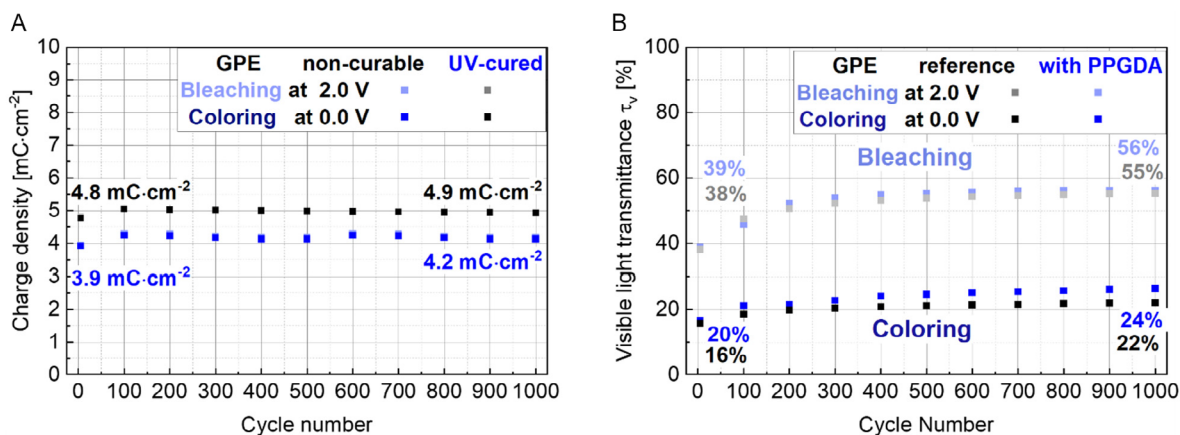 A
Charge density [mC·cm⁻²]
10
9
8
7
6
5
4
3
2
1
0
GPE non-curable UV-cured
Bleaching at 2.0 V
Coloring at 0.0 V
4.8 mC·cm⁻²
4.9 mC·cm⁻²
3.9 mC·cm⁻²
4.2 mC·cm⁻²
0 100 200 300 400 500 600 700 800 900 1000
Cycle number
B
Visible light transmittance τᵥ [%]
100
80
60
40
20
0
GPE reference with PPGDA
Bleaching at 2.0 V
Coloring at 0.0 V
Bleaching
39%
38%
56%
55%
Coloring
20%
16%
24%
22%
0 100 200 300 400 500 600 700 800 900 1000
Cycle Number